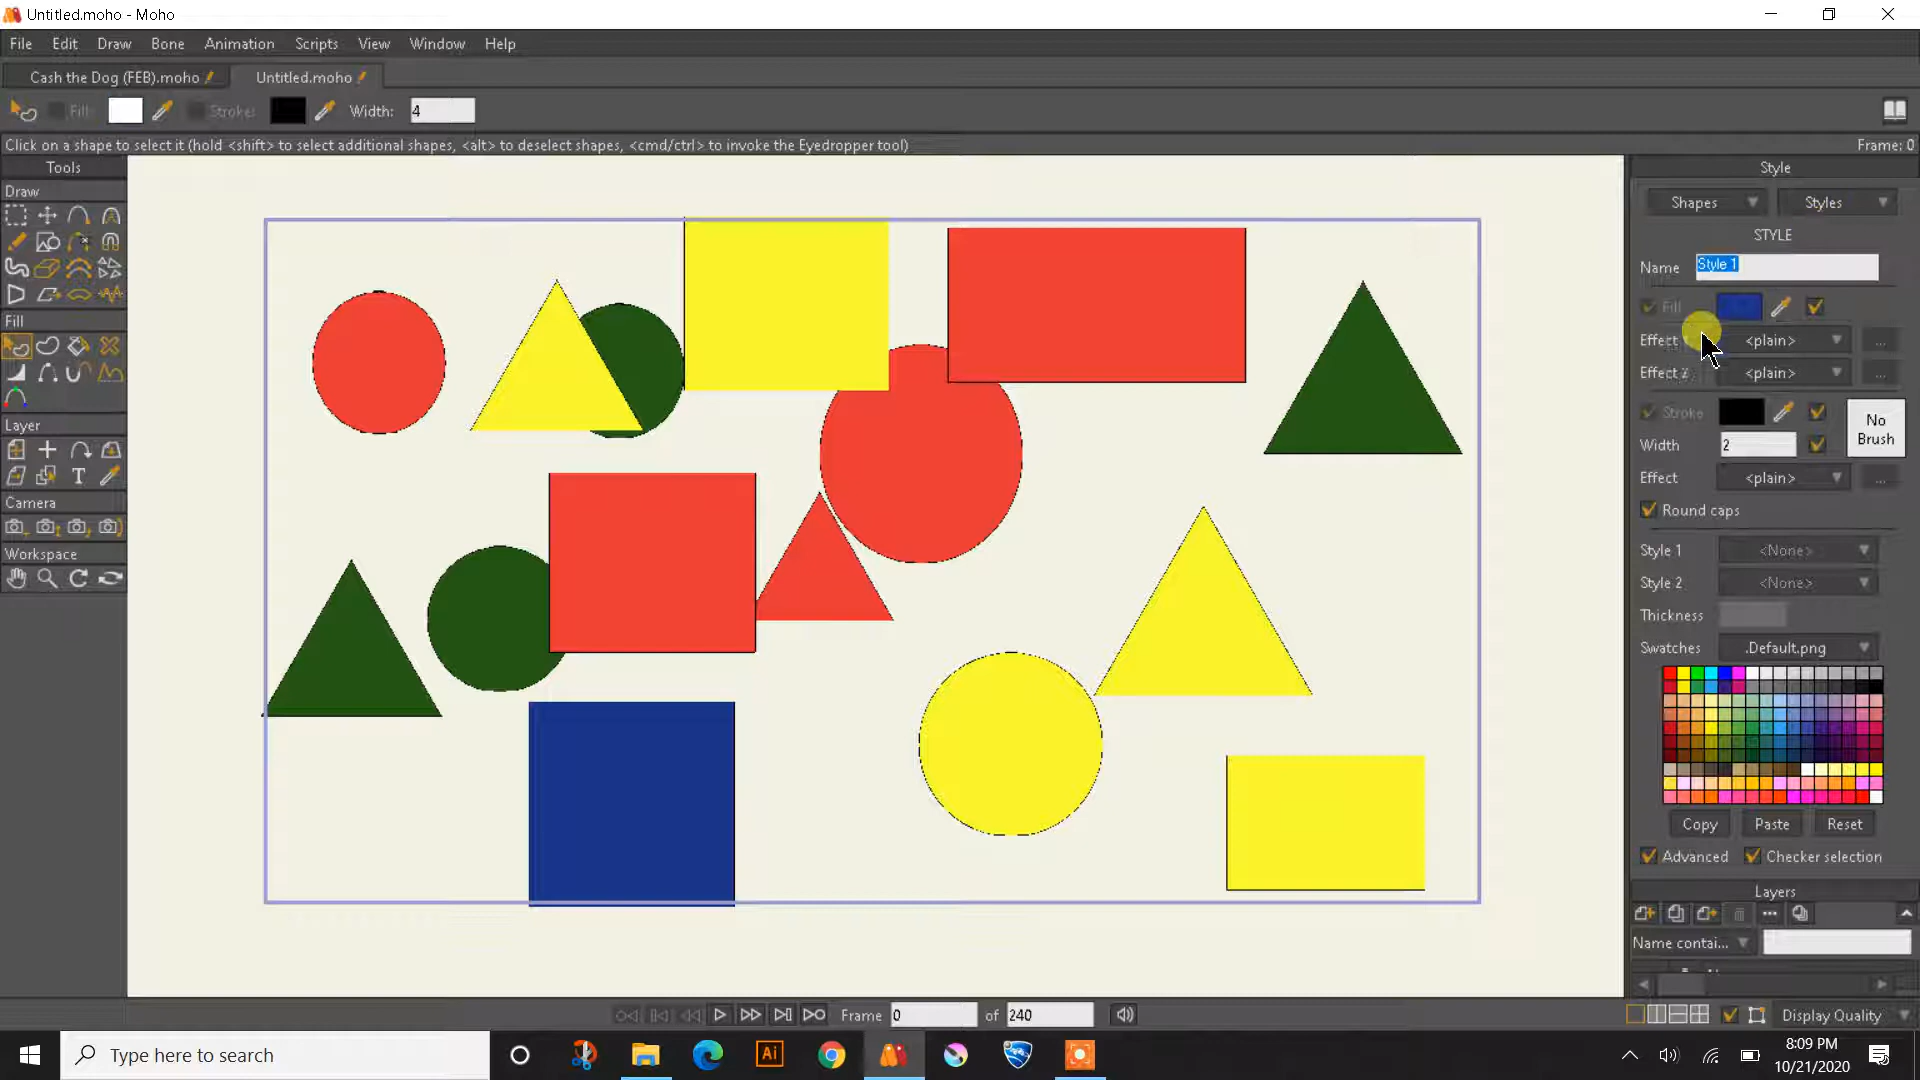 Untitled.moho - Moho
File Edit Draw Bone Animation Scripts View Window Help
Cash the Dog (FEB).moho Untitled.moho
Fill: Stroke: Width: 4
Click on a shape to select it (hold <shift> to select additional shapes, <alt> to deselect shapes, <cmd/ctrl> to invoke the Eyedropper tool) Frame: 0
Tools
Draw
Fill
Layer
T
Camera
Workspace
Style
Shapes Styles
STYLE
Name Style 1
Fill
Effect <plain> ...
Effect 2 <plain> ...
Stroke
No Brush
Width 2
Effect <plain> ...
Round caps
Style 1 <None>
Style 2 <None>
Thickness
Swatches .Default.png
Copy Paste Reset
Advanced Checker selection
Layers
Name contai...
Frame 0 of 240 Display Quality
Type here to search
Ai
8:09 PM
10/21/2020